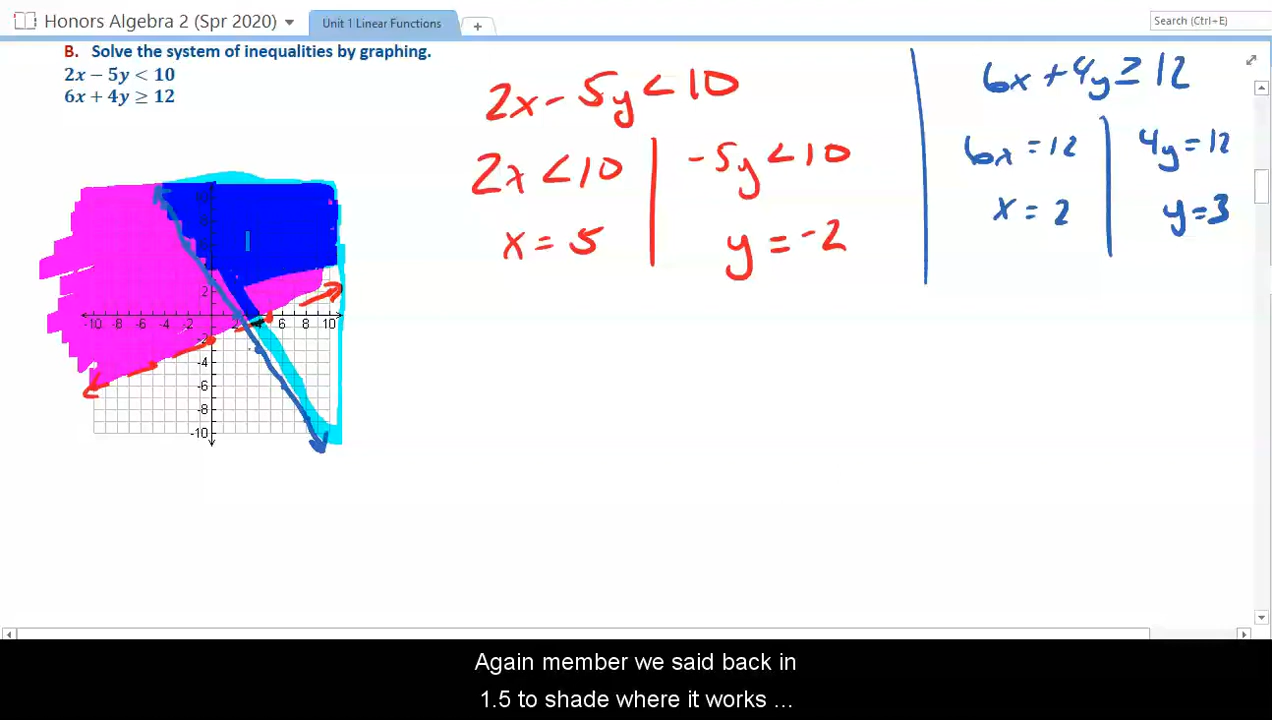 Honors Algebra 2 (Spr 2020)
Unit 1 Linear Functions
+
Search (Ctrl+E)
B. Solve the system of inequalities by graphing.
2x − 5y < 10
6x + 4y ≥ 12
2x - 5y < 10
2x < 10 | -5y < 10
x = 5 | y = -2
6x + 4y ≥ 12
6x = 12 | 4y = 12
x = 2 | y = 3
10
2
-10 -8 -6 -4 -2 2 4 6 8 10
-2
-4
-6
-8
-10
Again member we said back in
1.5 to shade where it works ...